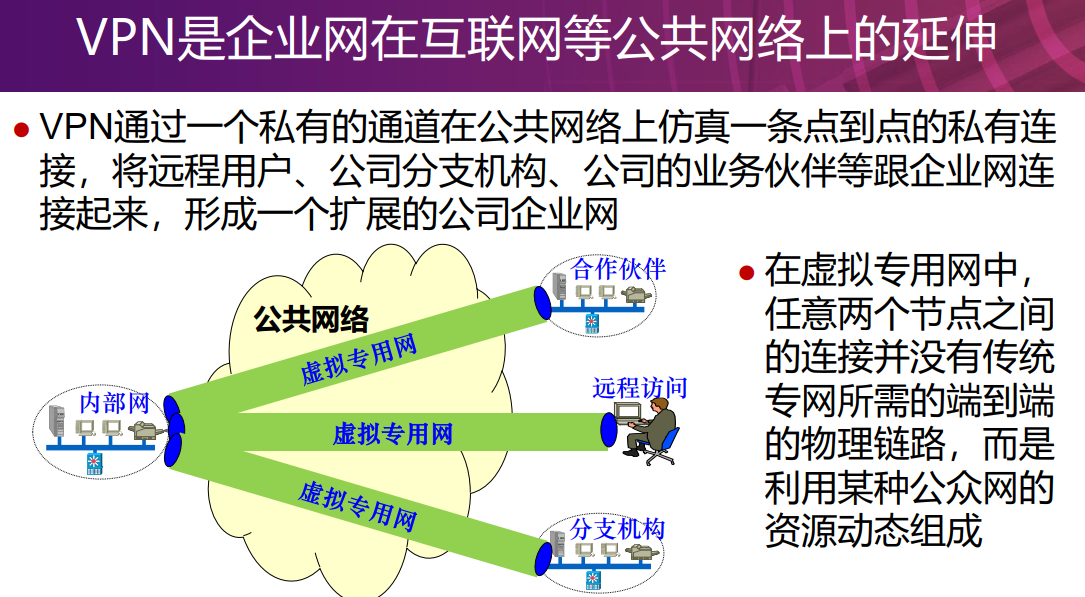 VPN是企业网在互联网等公共网络上的延伸
VPN通过一个私有的通道在公共网络上仿真一条点到点的私有连
接，将远程用户、公司分支机构、公司的业务伙伴等跟企业网连
接起来，形成一个扩展的公司企业网
合作伙伴
公共网络
虚拟专用网
远程访问
内部网
虚拟专用网
虚拟专用网
分支机构
在虚拟专用网中，
任意两个节点之间
的连接并没有传统
专网所需的端到端
的物理链路，而是
利用某种公众网的
资源动态组成